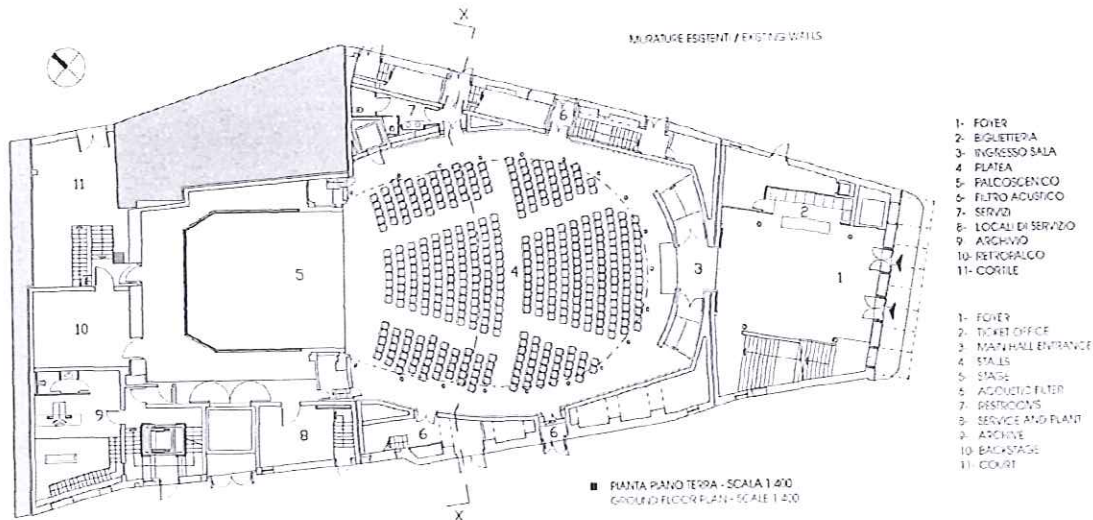 X
MURATURE ESISTENTI / EXISTING WALLS
1- FOYER
2- BIGLIETTERIA
3- INGRESSO SALA
4 PLATEA
5- PALCOSCENICO
6- FILTRO ACUSTICO
7- SERVIZI
8- LOCALI DI SERVIZIO
9 ARCHIVIO
10- RETROPALCO
11- CORTILE
1- FOYER
2- TICKET OFFICE
3 MAIN HALL ENTRANCE
4 STALLS
5 STAGE
6 ACOUSTIC FILTER
7- RESTROOMS
8- SERVICE AND PLANT
9- ARCHIVE
10- BACKSTAGE
11- COURT
7
6
11
2
5
4
3
1
10
9
8
6
6
X
PIANTA PIANO TERRA - SCALA 1:400
GROUND FLOOR PLAN - SCALE 1:400